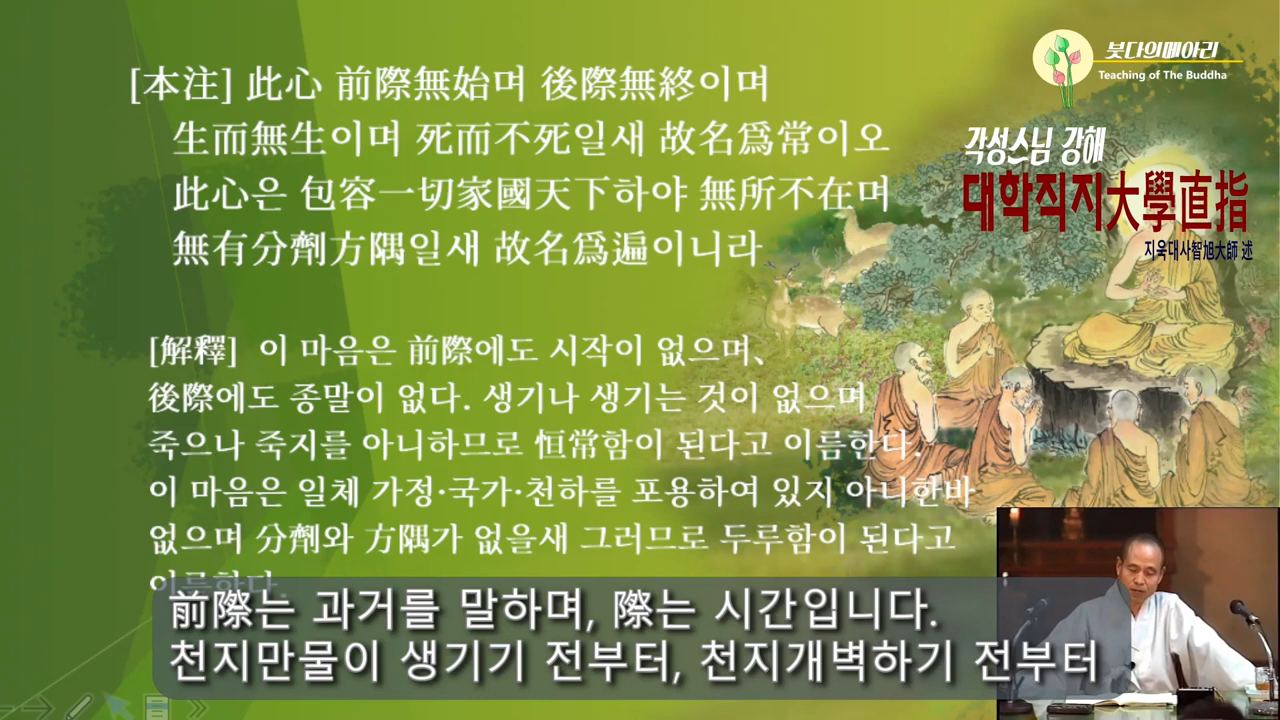 [本注] 此心 前際無始며 後際無終이며
生而無生이며 死而不死일새 故名爲常이오
此心은 包容一切家國天下하야 無所不在며
無有分劑方隅일새 故名爲遍이니라
[解釋] 이 마음은 前際에도 시작이 없으며、
後際에도 종말이 없다. 생기나 생기는 것이 없으며
죽으나 죽지를 아니하므로 恒常함이 된다고 이름한다.
이 마음은 일체 가정·국가·천하를 포용하여 있지 아니한바
없으며 分劑와 方隅가 없을새 그러므로 두루함이 된다고
이름한다.
前際는 과거를 말하며, 際는 시간입니다.
천지만물이 생기기 전부터, 천지개벽하기 전부터
붓다의메아리
Teaching of The Buddha
각성스님 강해
대학직지大學直指
지욱대사智旭大師 述